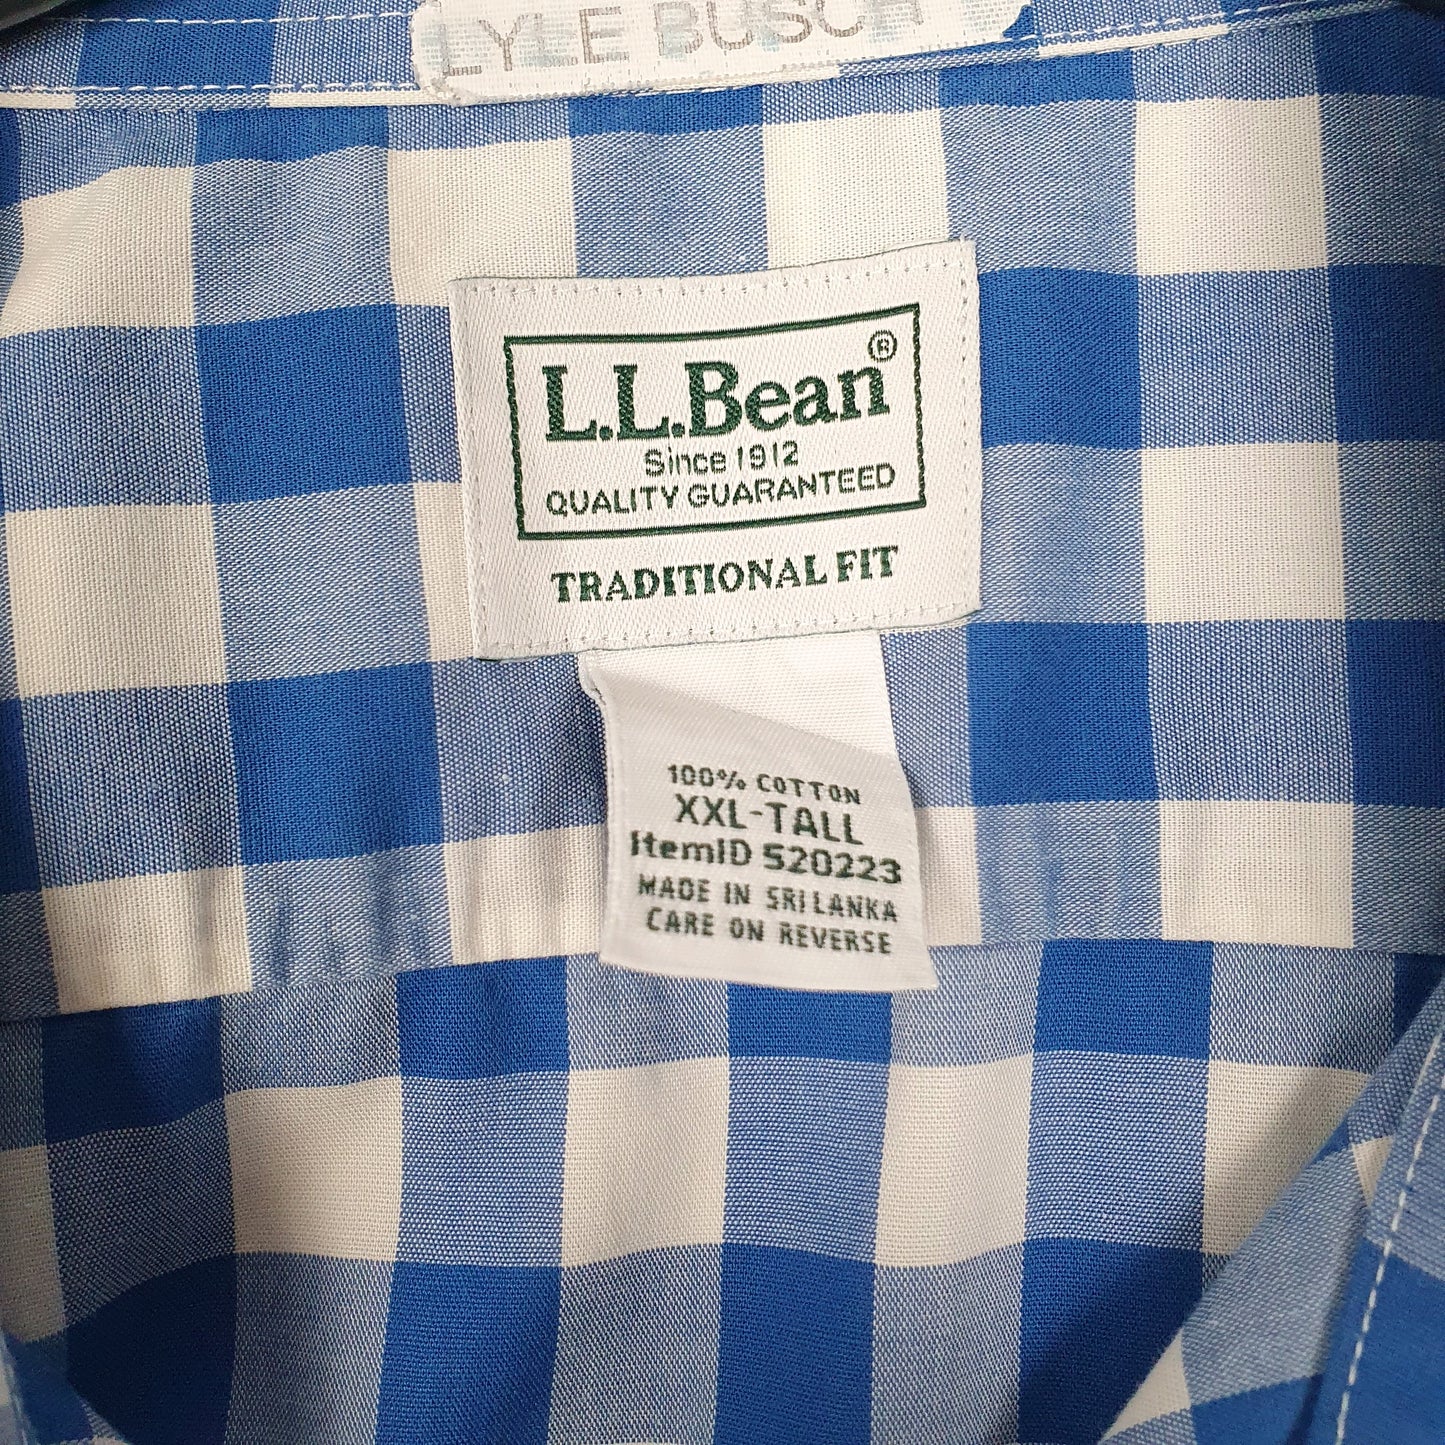 LYLE BUSCH
L.L.Bean®
Since 1912
QUALITY GUARANTEED
TRADITIONAL FIT
100% COTTON
XXL-TALL
ItemID 520223
MADE IN SRI LANKA
CARE ON REVERSE